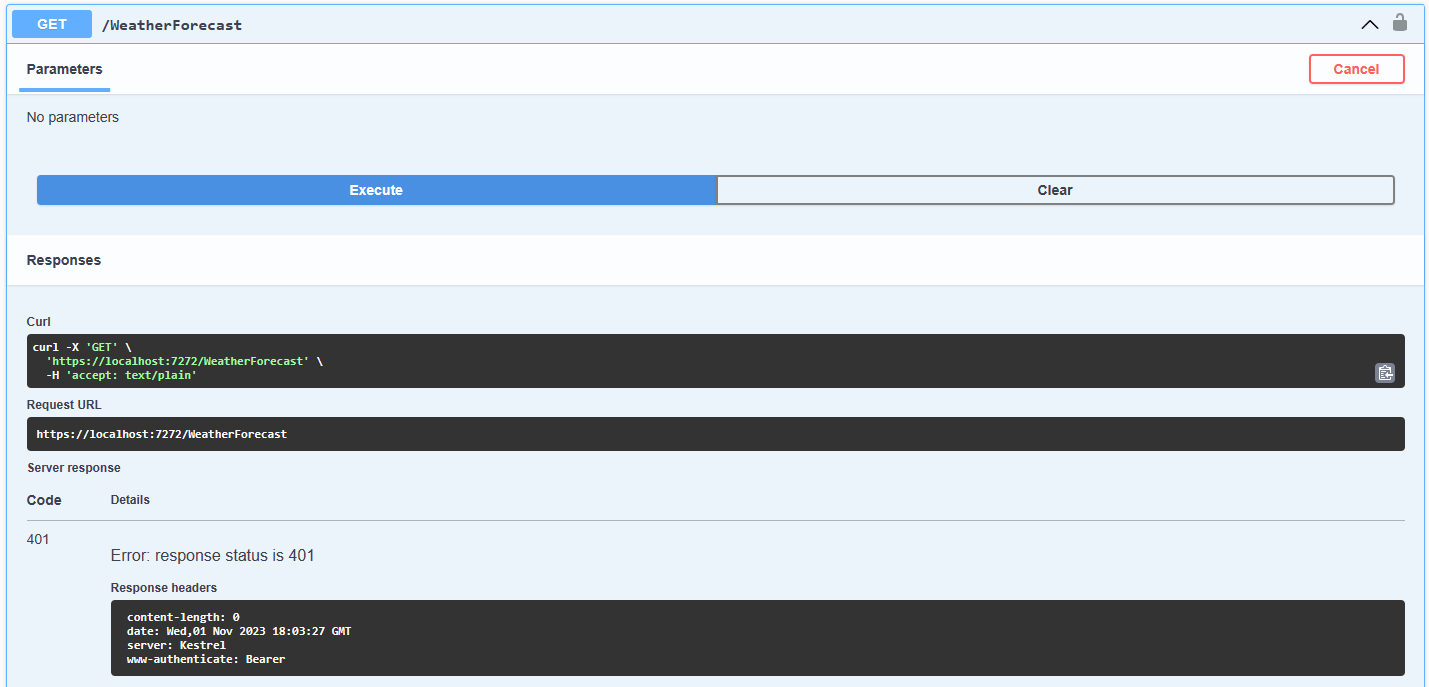 GET /WeatherForecast
Parameters Cancel
No parameters
Execute Clear
Responses
Curl
curl -X 'GET' \
'https://localhost:7272/WeatherForecast' \
-H 'accept: text/plain'
Request URL
https://localhost:7272/WeatherForecast
Server response
Code Details
401
Error: response status is 401
Response headers
content-length: 0
date: Wed,01 Nov 2023 18:03:27 GMT
server: Kestrel
www-authenticate: Bearer